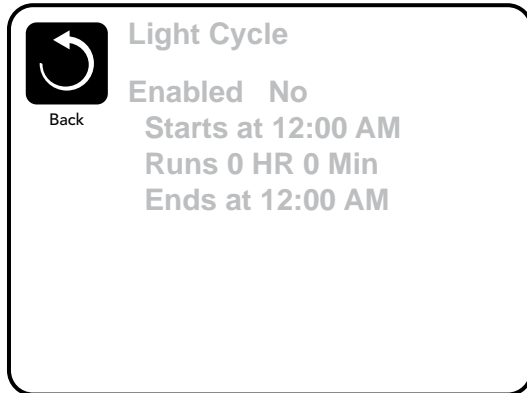 Light Cycle
Back
Enabled No
Starts at 12:00 AM
Runs 0 HR 0 Min
Ends at 12:00 AM